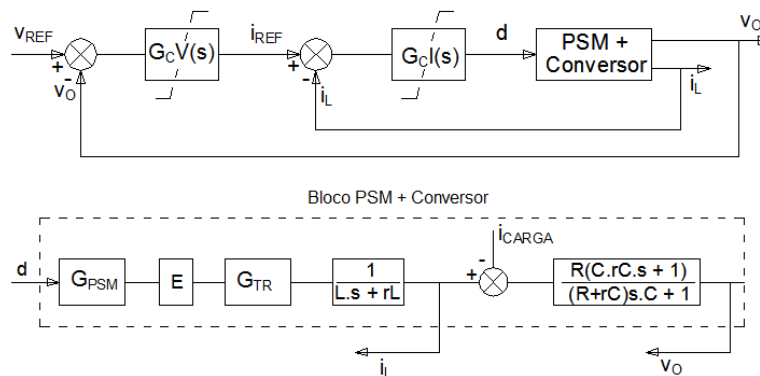 vREF
+
-
vO
GCV(s)
iREF
+
-
iL
GCI(s)
d
PSM +
Conversor
vO
iL
Bloco PSM + Conversor
d
GPSM
E
GTR
1
L.s + rL
iCARGA
+
-
R(C.rC.s + 1)
(R+rC)s.C + 1
iL
vO